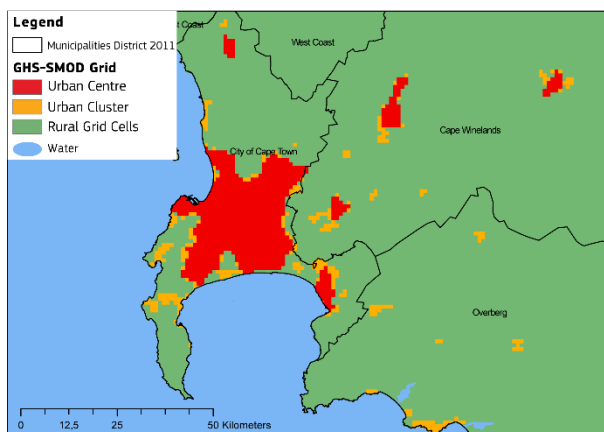 Legend
Municipalities District 2011
GHS-SMOD Grid
Urban Centre
Urban Cluster
Rural Grid Cells
Water
t Coast
West Coast
Cape Winelands
City of Cape Town
Overberg
0 12,5 25 50 Kilometers